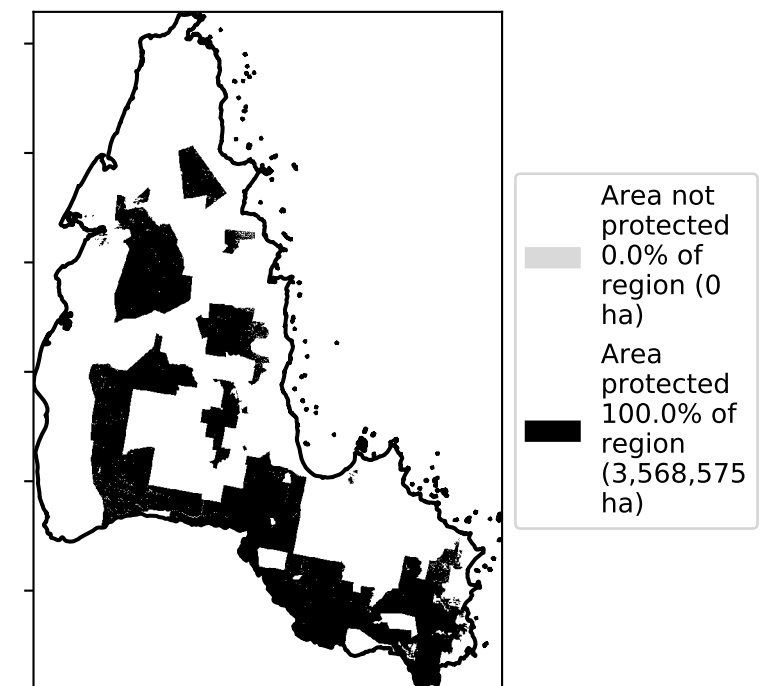 Area not
protected
0.0% of
region (0
ha)
Area
protected
100.0% of
region
(3,568,575
ha)